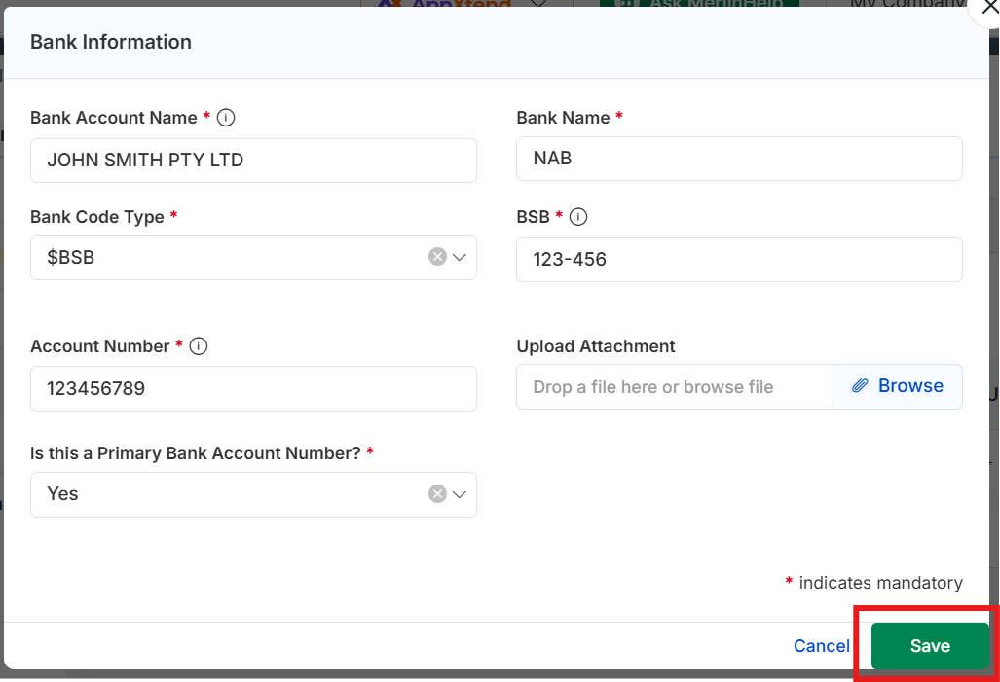 AppXtend
Ask MerlinHelp
My Company
Bank Information
Bank Account Name *
Bank Name *
JOHN SMITH PTY LTD
NAB
Bank Code Type *
BSB *
$BSB
123-456
Account Number *
Upload Attachment
123456789
Drop a file here or browse file
Browse
Is this a Primary Bank Account Number? *
Yes
* indicates mandatory
Cancel
Save